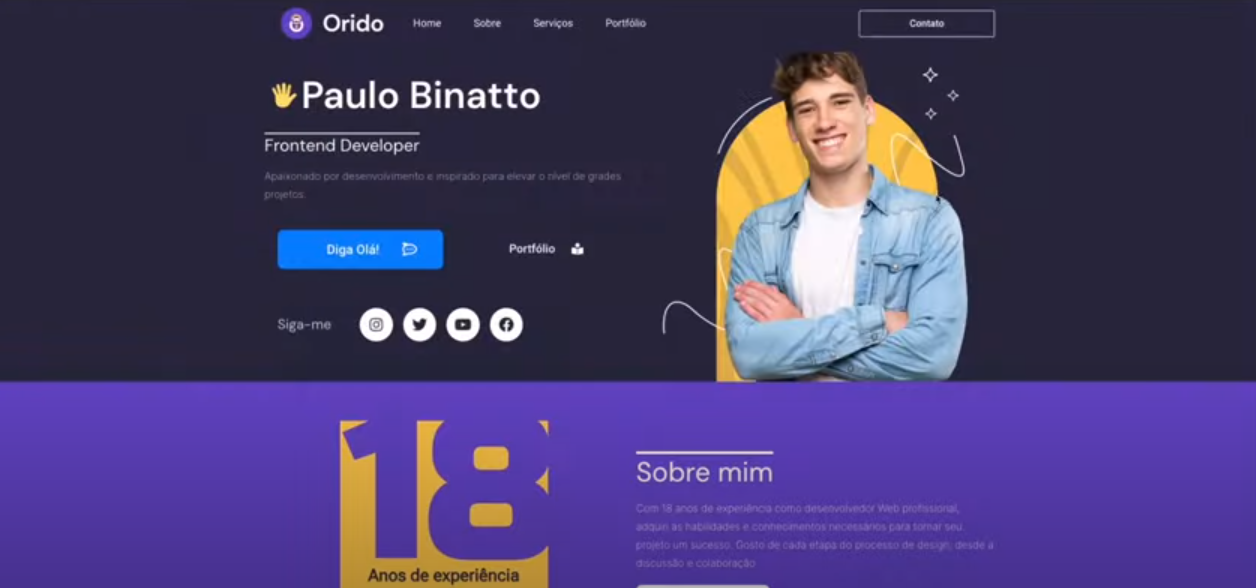 Orido
Home
Sobre
Serviços
Portfólio
Contato
Paulo Binatto
Frontend Developer
Apaixonado por desenvolvimento e inspirado para elevar o nível de grades
projetos.
Diga Olá!
Portfólio
Siga-me
18
Anos de experiência
Sobre mim
Com 18 anos de experiência como desenvolvedor Web profissional,
adquiri as habilidades e conhecimentos necessários para tornar seu
projeto um sucesso. Gosto de cada etapa do processo de design, desde a
discussão e colaboração